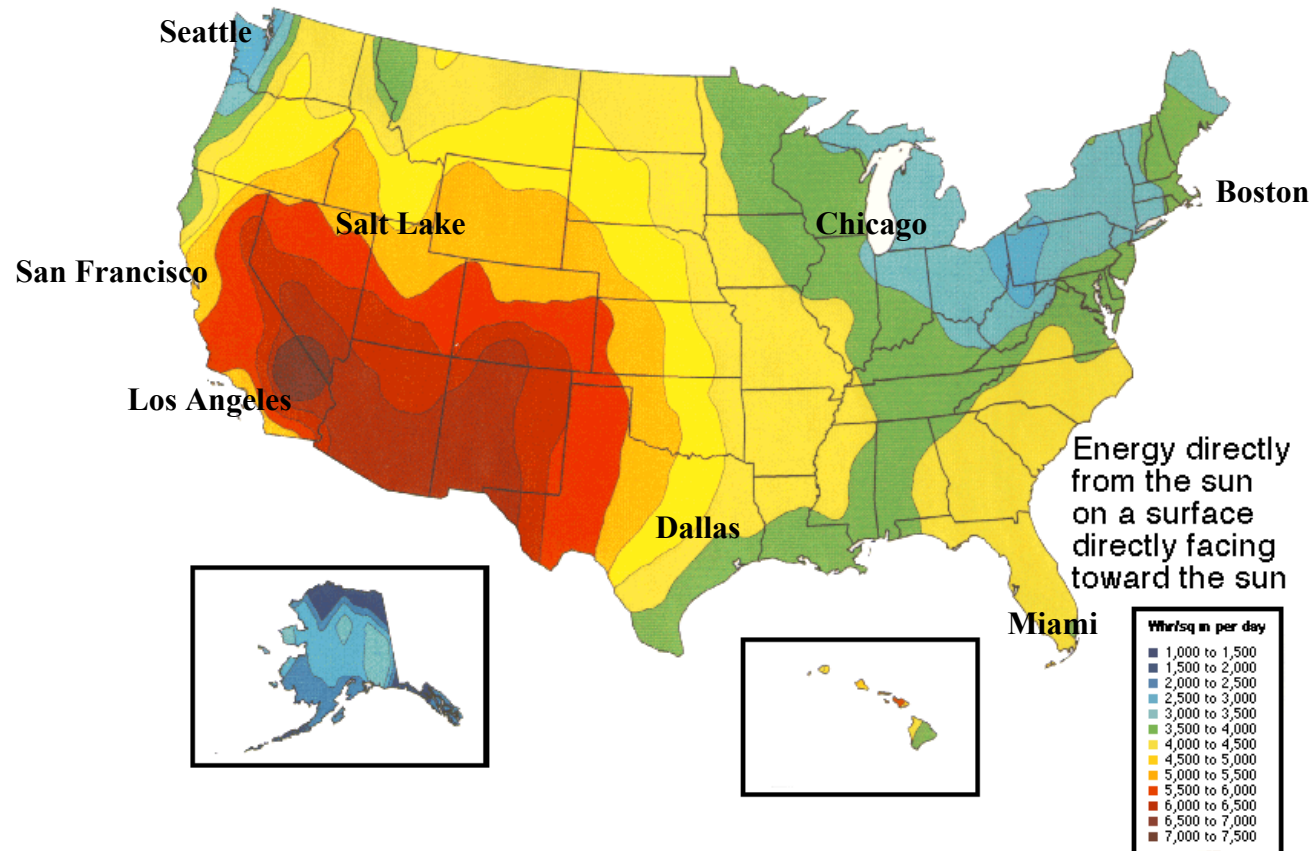 Seattle
Boston
Salt Lake
Chicago
San Francisco
Los Angeles
Energy directly
from the sun
on a surface
directly facing
toward the sun
Dallas
Miami
Whr/sq m per day
1,000 to 1,500
1,500 to 2,000
2,000 to 2,500
2,500 to 3,000
3,000 to 3,500
3,500 to 4,000
4,000 to 4,500
4,500 to 5,000
5,000 to 5,500
5,500 to 6,000
6,000 to 6,500
6,500 to 7,000
7,000 to 7,500